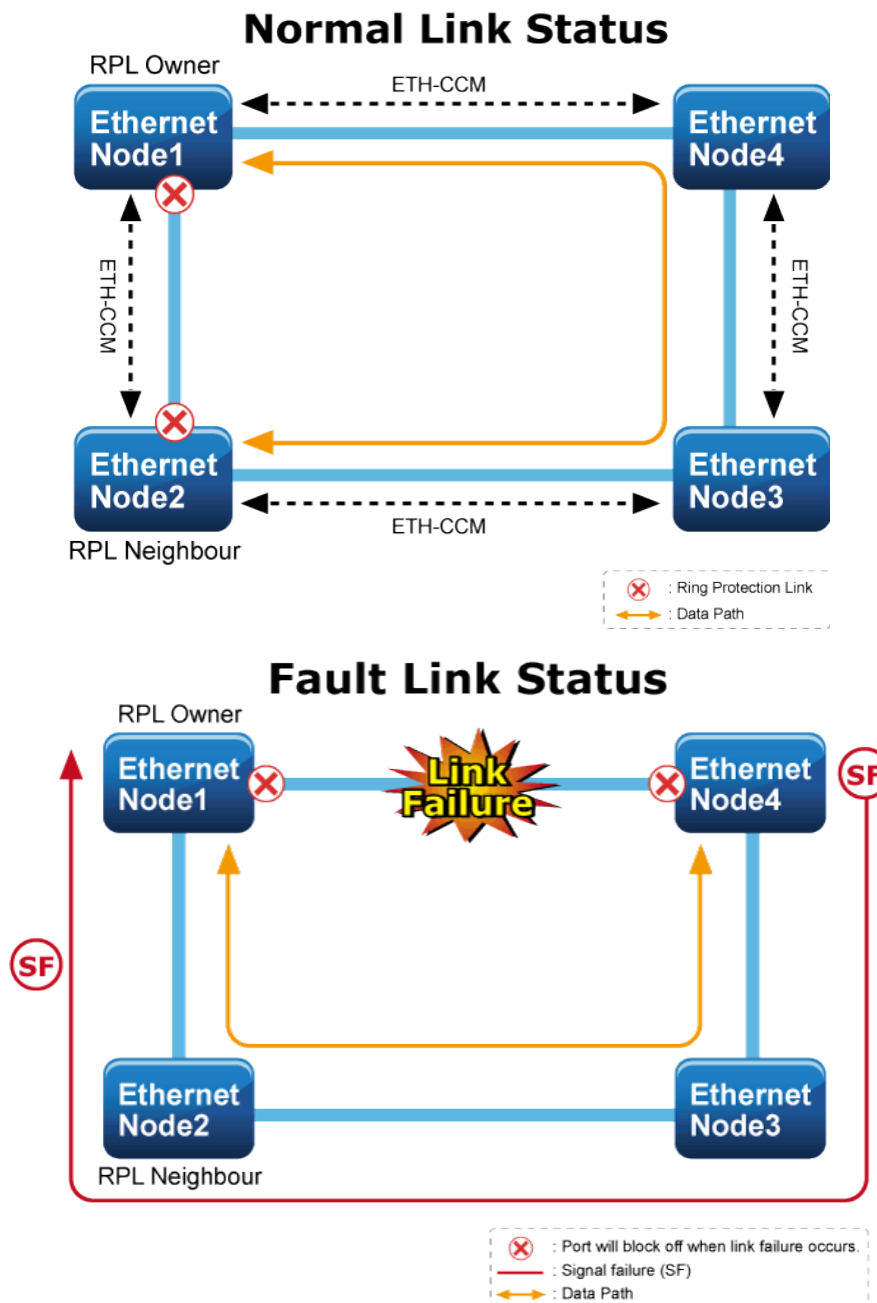 Normal Link Status
RPL Owner
ETH-CCM
Ethernet
Node1
Ethernet
Node4
ETH-CCM
ETH-CCM
Ethernet
Node2
Ethernet
Node3
ETH-CCM
RPL Neighbour
: Ring Protection Link
: Data Path
Fault Link Status
RPL Owner
Ethernet
Node1
Link
Failure
Ethernet
Node4
SF
SF
Ethernet
Node2
Ethernet
Node3
RPL Neighbour
: Port will block off when link failure occurs.
: Signal failure (SF)
: Data Path